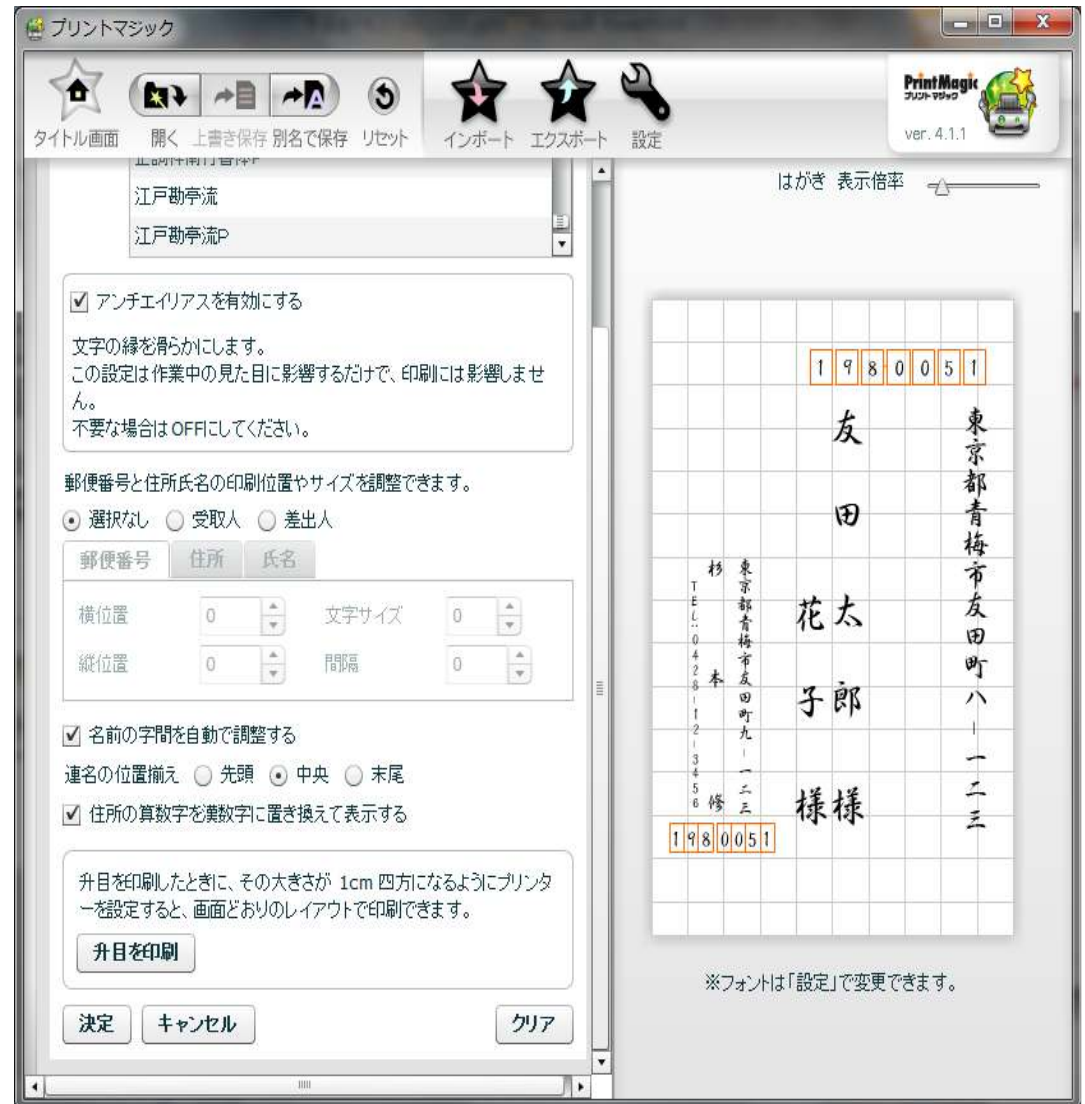 プリントマジック
タイトル画面 開く 上書き保存 別名で保存 リセット インポート エクスポート 設定
PrintMagic
プリントマジック
ver. 4.1.1
江戸勘亭流
江戸勘亭流P
アンチエイリアスを有効にする
文字の縁を滑らかにします。
この設定は作業中の見た目に影響するだけで、印刷には影響しませ
ん。
不要な場合はOFFにしてください。
郵便番号と住所氏名の印刷位置やサイズを調整できます。
選択なし 受取人 差出人
郵便番号 住所 氏名
横位置 0 文字サイズ 0
縦位置 0 間隔 0
名前の字間を自動で調整する
連名の位置揃え 先頭 中央 末尾
住所の算数字を漢数字に置き換えて表示する
升目を印刷したときに、その大きさが 1cm 四方になるようにプリンタ
ーを設定すると、画面どおりのレイアウトで印刷できます。
升目を印刷
決定 キャンセル クリア
はがき 表示倍率
1980051
東京都青梅市友田町八-一二三
友田太郎様
花子様
東京都青梅市友田町九-一二三
杉本修
TEL:0428-12-3456
1980051
※フォントは「設定」で変更できます。